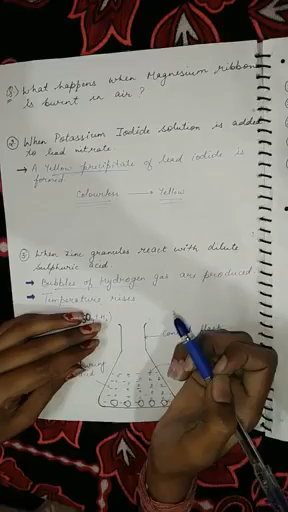 Q.) What happens when Magnesium ribbon
is burnt in air?
② When Potassium Iodide solution is added
to lead nitrate.
→ A Yellow precipitate of lead iodide is
formed.
Colourless → Yellow
③ When zinc granules react with dilute
sulphuric acid.
→ Bubbles of Hydrogen gas are produced.
→ Temperature rises